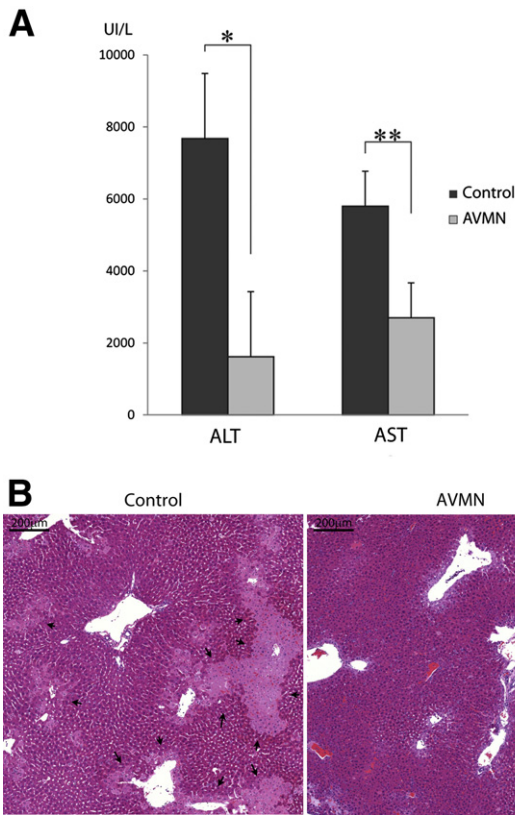 A
UI/L
10000
8000
6000
4000
2000
0
*
**
Control
AVMN
ALT
AST
B
Control
AVMN
200μm
200μm